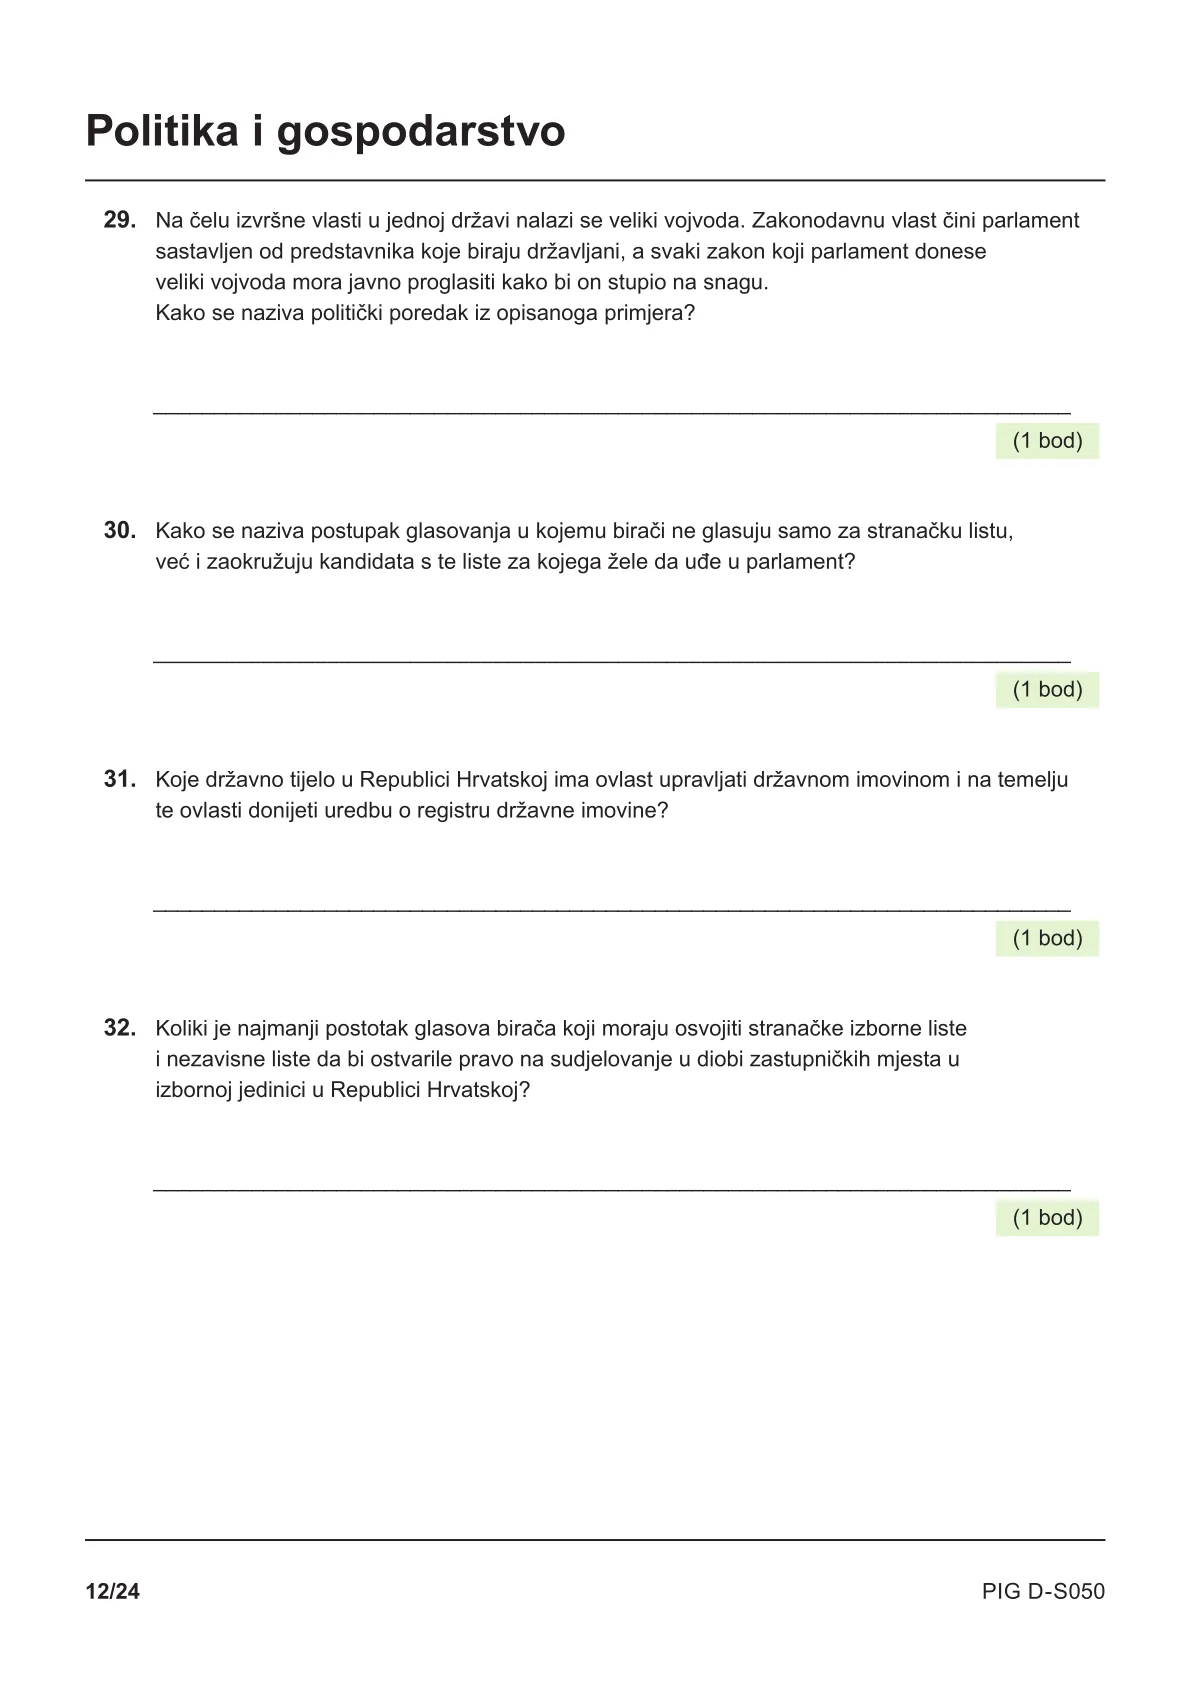 Politika i gospodarstvo
29. Na čelu izvršne vlasti u jednoj državi nalazi se veliki vojvoda. Zakonodavnu vlast čini parlament
sastavljen od predstavnika koje biraju državljani, a svaki zakon koji parlament donese
veliki vojvoda mora javno proglasiti kako bi on stupio na snagu.
Kako se naziva politički poredak iz opisanoga primjera?
(1 bod)
30. Kako se naziva postupak glasovanja u kojemu birači ne glasuju samo za stranačku listu,
već i zaokružuju kandidata s te liste za kojega žele da uđe u parlament?
(1 bod)
31. Koje državno tijelo u Republici Hrvatskoj ima ovlast upravljati državnom imovinom i na temelju
te ovlasti donijeti uredbu o registru državne imovine?
(1 bod)
32. Koliki je najmanji postotak glasova birača koji moraju osvojiti stranačke izborne liste
i nezavisne liste da bi ostvarile pravo na sudjelovanje u diobi zastupničkih mjesta u
izbornoj jedinici u Republici Hrvatskoj?
(1 bod)
12/24
PIG D-S050